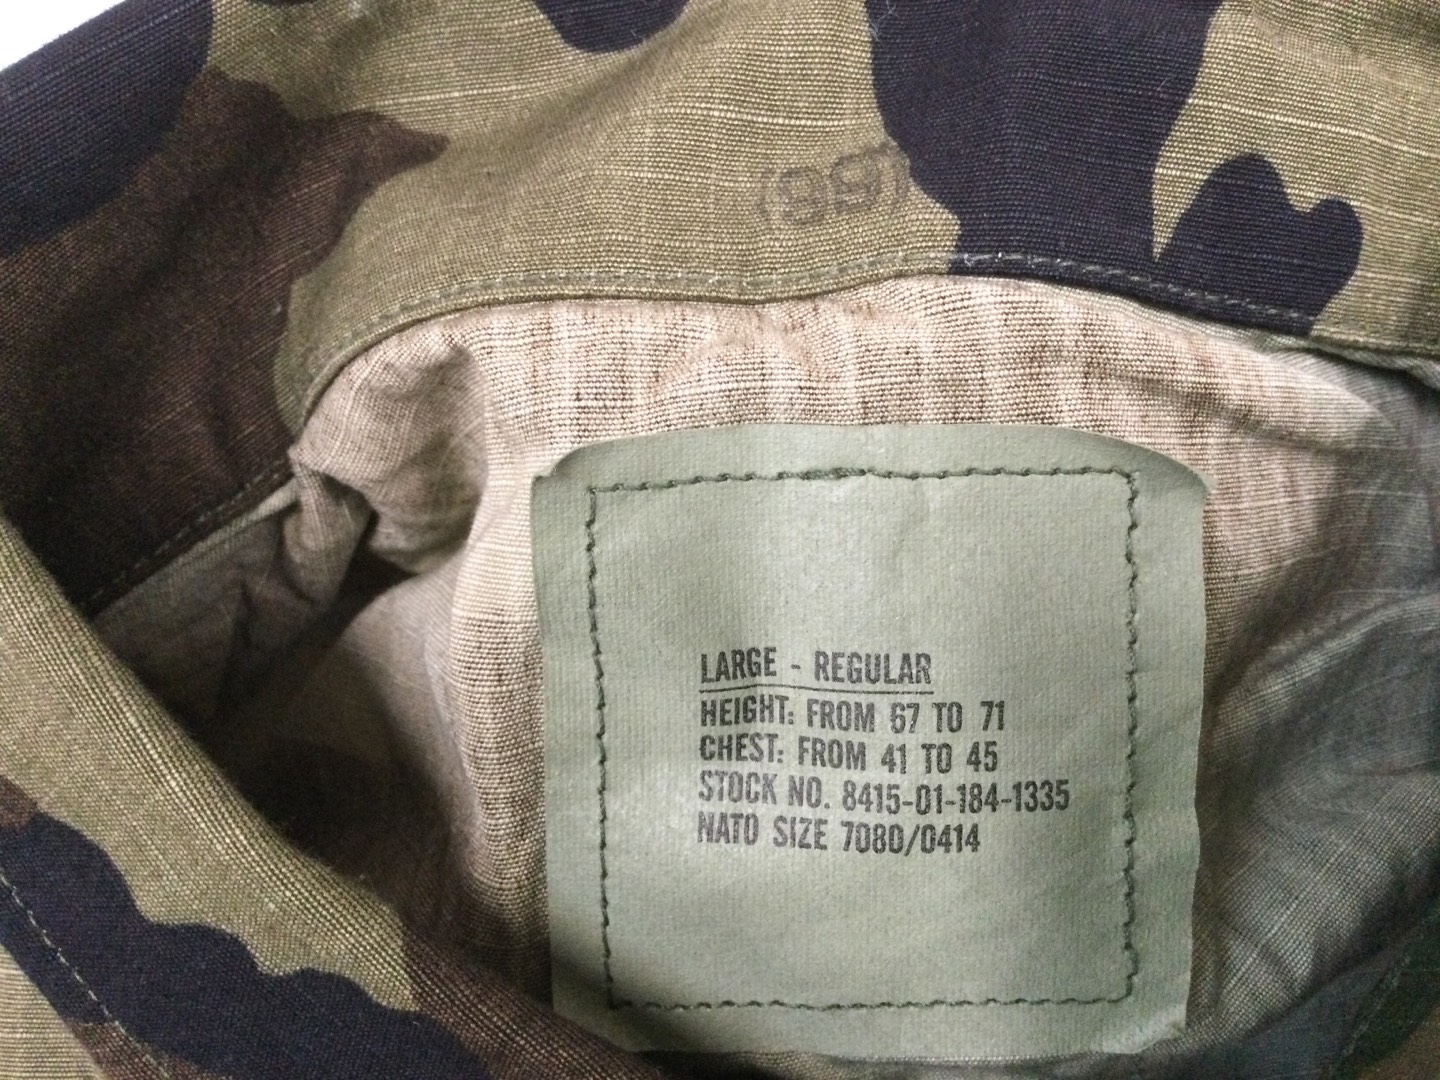 (99)
LARGE - REGULAR
HEIGHT: FROM 67 TO 71
CHEST: FROM 41 TO 45
STOCK NO. 8415-01-184-1335
NATO SIZE 7080/0414